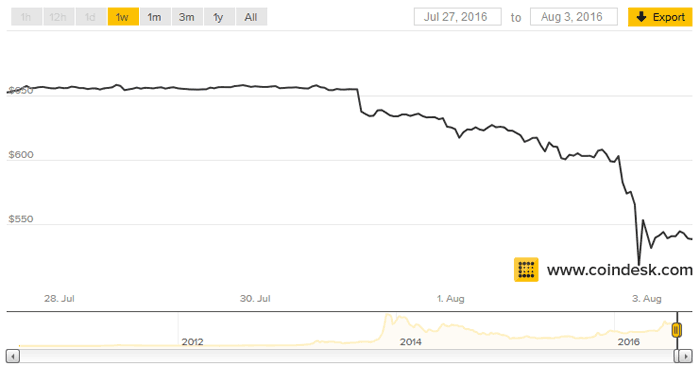 1h 12h 1d 1w 1m 3m 1y All Jul 27, 2016 to Aug 3, 2016 Export
$600
$550
www.coindesk.com
28. Jul 30. Jul 1. Aug 3. Aug
2012 2014 2016